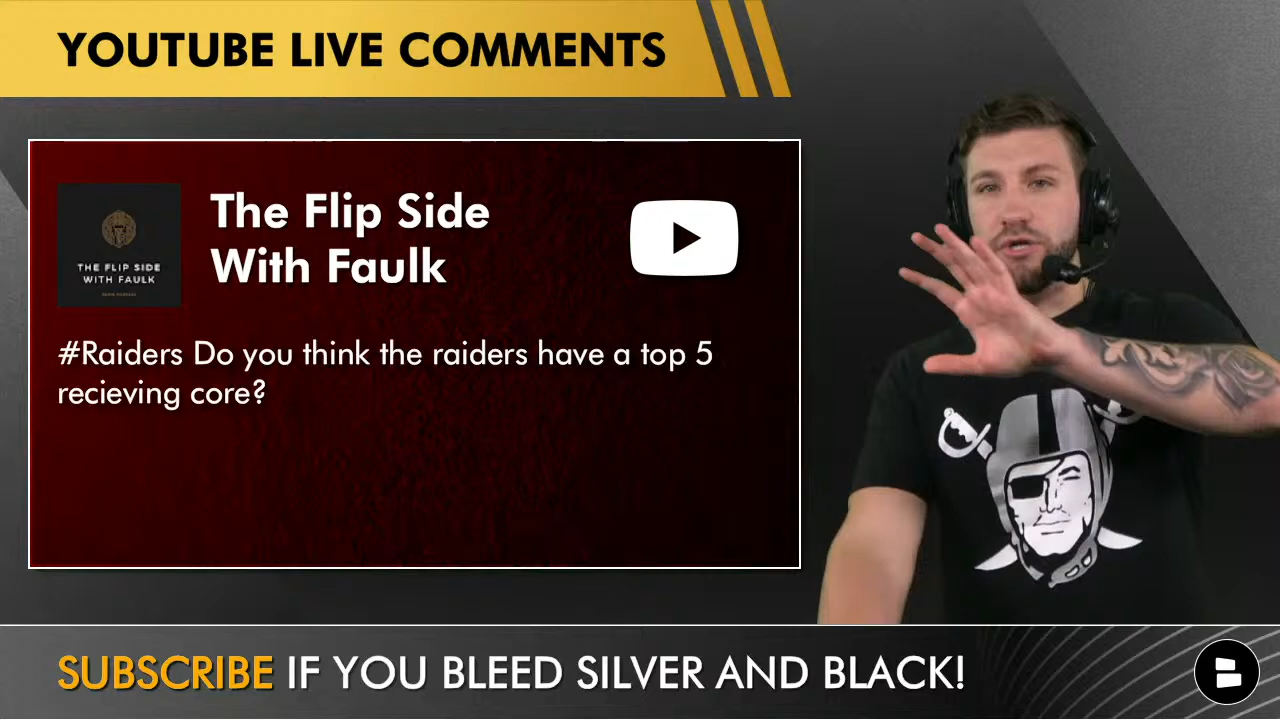 YOUTUBE LIVE COMMENTS
The Flip Side
With Faulk
THE FLIP SIDE
WITH FAULK
#Raiders Do you think the raiders have a top 5
recieving core?
SUBSCRIBE IF YOU BLEED SILVER AND BLACK!